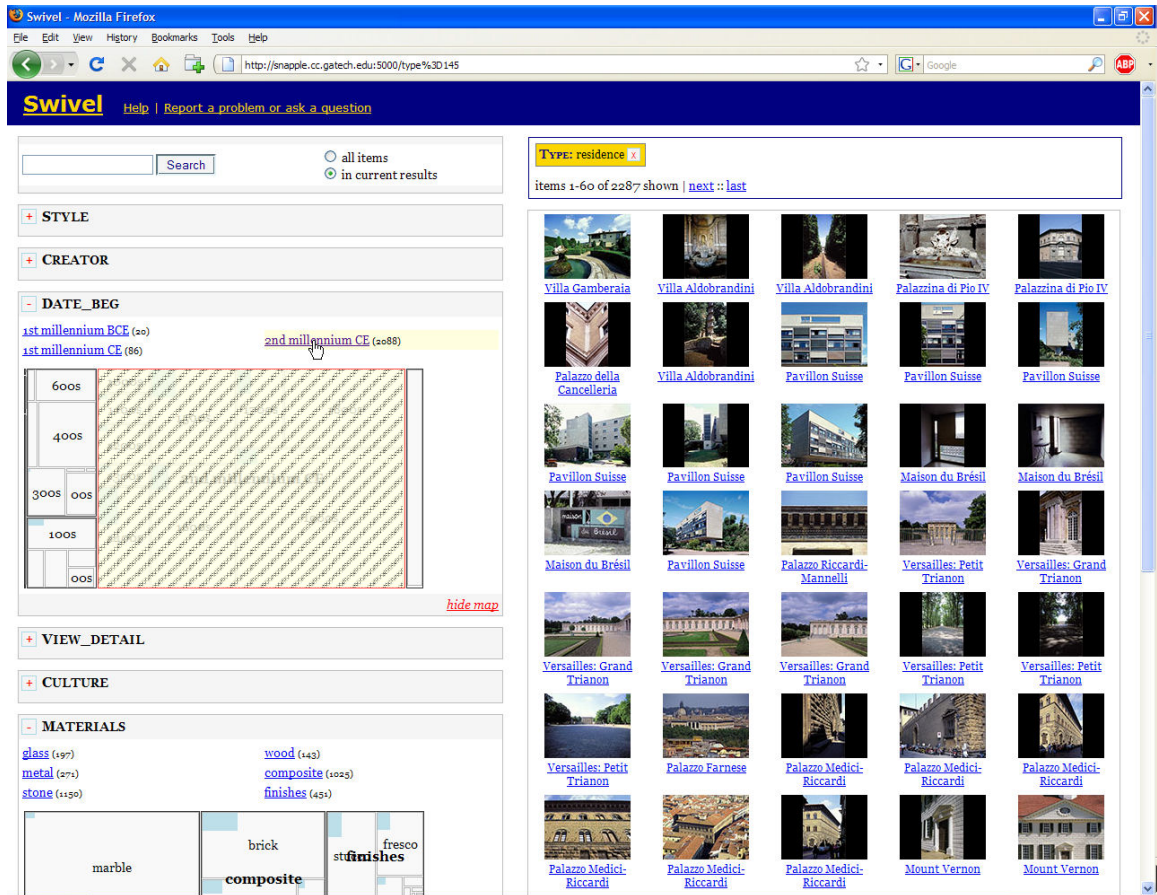 Swivel - Mozilla Firefox
File Edit View History Bookmarks Tools Help
http://snapple.cc.gatech.edu:5000/type%3D145
G Google
ABP
Swivel Help | Report a problem or ask a question
Search
all items
in current results
+ STYLE
+ CREATOR
- DATE_BEG
1st millennium BCE (20)
2nd millennium CE (2088)
1st millennium CE (86)
600s
400s
300s 00s
100s
00s
2nd millennium CE
hide map
+ VIEW_DETAIL
+ CULTURE
- MATERIALS
glass (197) wood (143)
metal (271) composite (1025)
stone (1150) finishes (451)
marble
brick
composite
fresco
finishes
TYPE: residence x
items 1-60 of 2287 shown | next :: last
Villa Gamberaia Villa Aldobrandini Villa Aldobrandini Palazzina di Pio IV Palazzina di Pio IV
Palazzo della Cancelleria Villa Aldobrandini Pavillon Suisse Pavillon Suisse Pavillon Suisse
Pavillon Suisse Pavillon Suisse Pavillon Suisse Maison du Brésil Maison du Brésil
maison
du Brésil
Maison du Brésil Pavillon Suisse Palazzo Riccardi-Mannelli Versailles: Petit Trianon Versailles: Grand Trianon
Versailles: Grand Trianon Versailles: Grand Trianon Versailles: Grand Trianon Versailles: Petit Trianon Versailles: Petit Trianon
Versailles: Petit Trianon Palazzo Farnese Palazzo Medici-Riccardi Palazzo Medici-Riccardi Palazzo Medici-Riccardi
Palazzo Medici-Riccardi Palazzo Medici-Riccardi Palazzo Medici-Riccardi Mount Vernon Mount Vernon